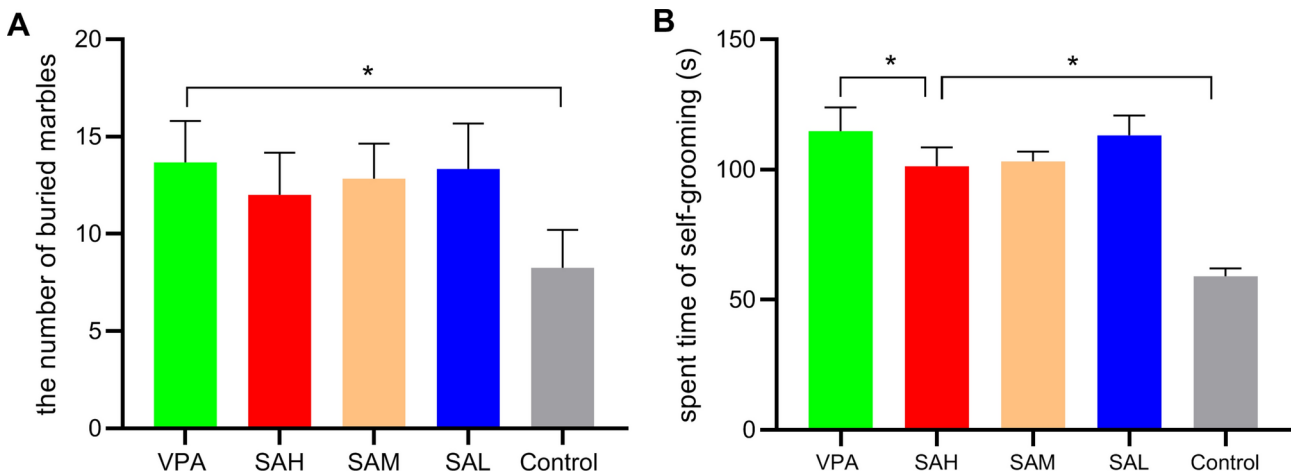 A
the number of buried marbles
20
15
10
5
0
*
VPA SAH SAM SAL Control
B
spent time of self-grooming (s)
150
100
50
0
* *
VPA SAH SAM SAL Control